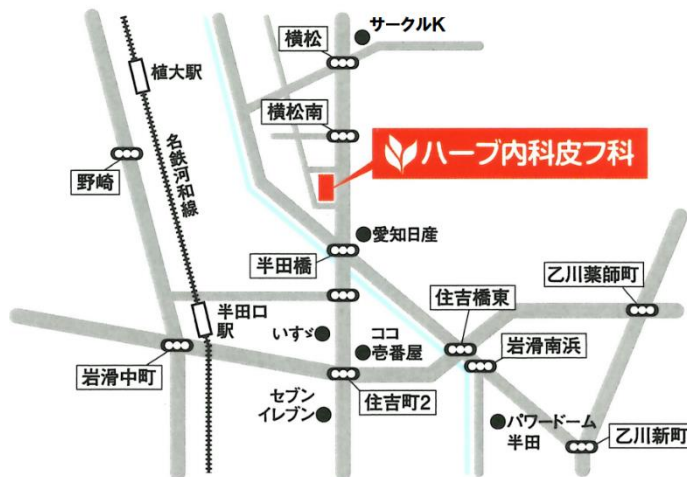 サークルK
横松
植大駅
横松南
ハーブ内科皮フ科
野崎
名鉄河和線
愛知日産
半田橋
乙川薬師町
住吉橋東
半田口
駅
いすゞ
ココ
壱番屋
岩滑南浜
岩滑中町
セブン
イレブン
住吉町2
パワードーム
半田
乙川新町